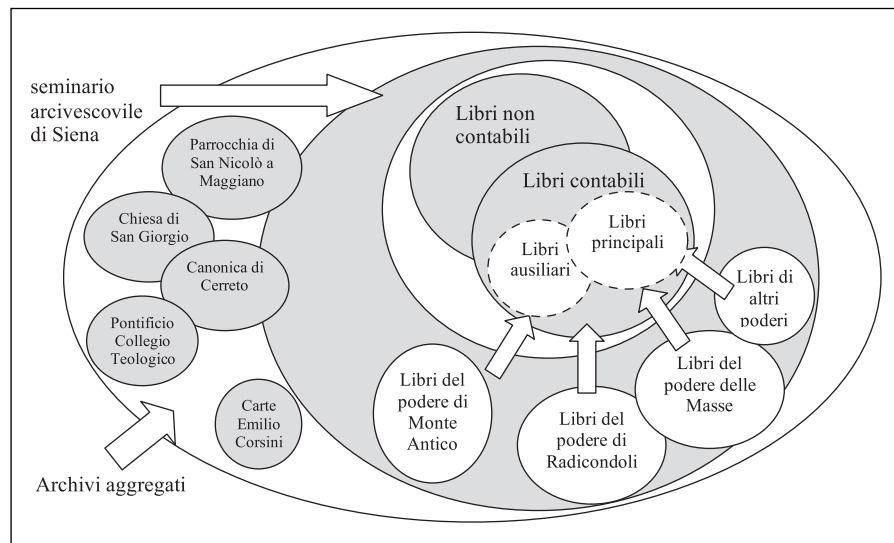 seminario
arcivescovile
di Siena
Parrocchia di
San Nicolò a
Maggiano
Chiesa di
San Giorgio
Canonica di
Cerreto
Pontificio
Collegio
Teologico
Carte
Emilio
Corsini
Archivi aggregati
Libri non
contabili
Libri contabili
Libri
ausiliari
Libri
principali
Libri di
altri
poderi
Libri del
podere delle
Masse
Libri del
podere di
Radicondoli
Libri del
podere di
Monte
Antico